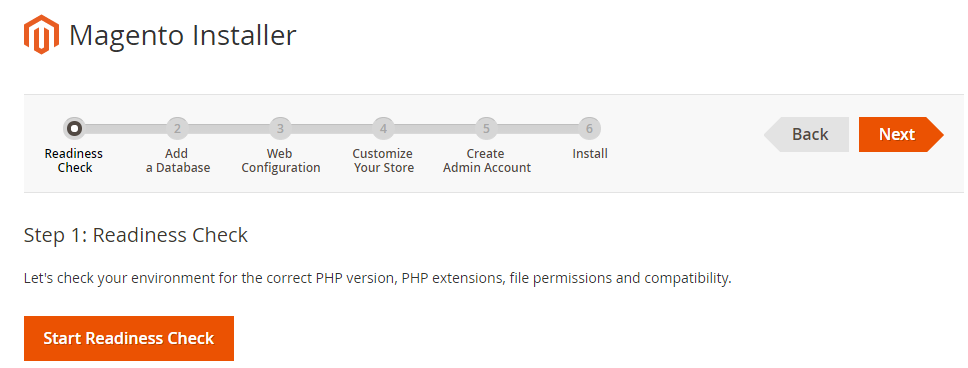 Magento Installer
2 3 4 5 6
Readiness Check
Add a Database
Web Configuration
Customize Your Store
Create Admin Account
Install
Back
Next
Step 1: Readiness Check
Let's check your environment for the correct PHP version, PHP extensions, file permissions and compatibility.
Start Readiness Check